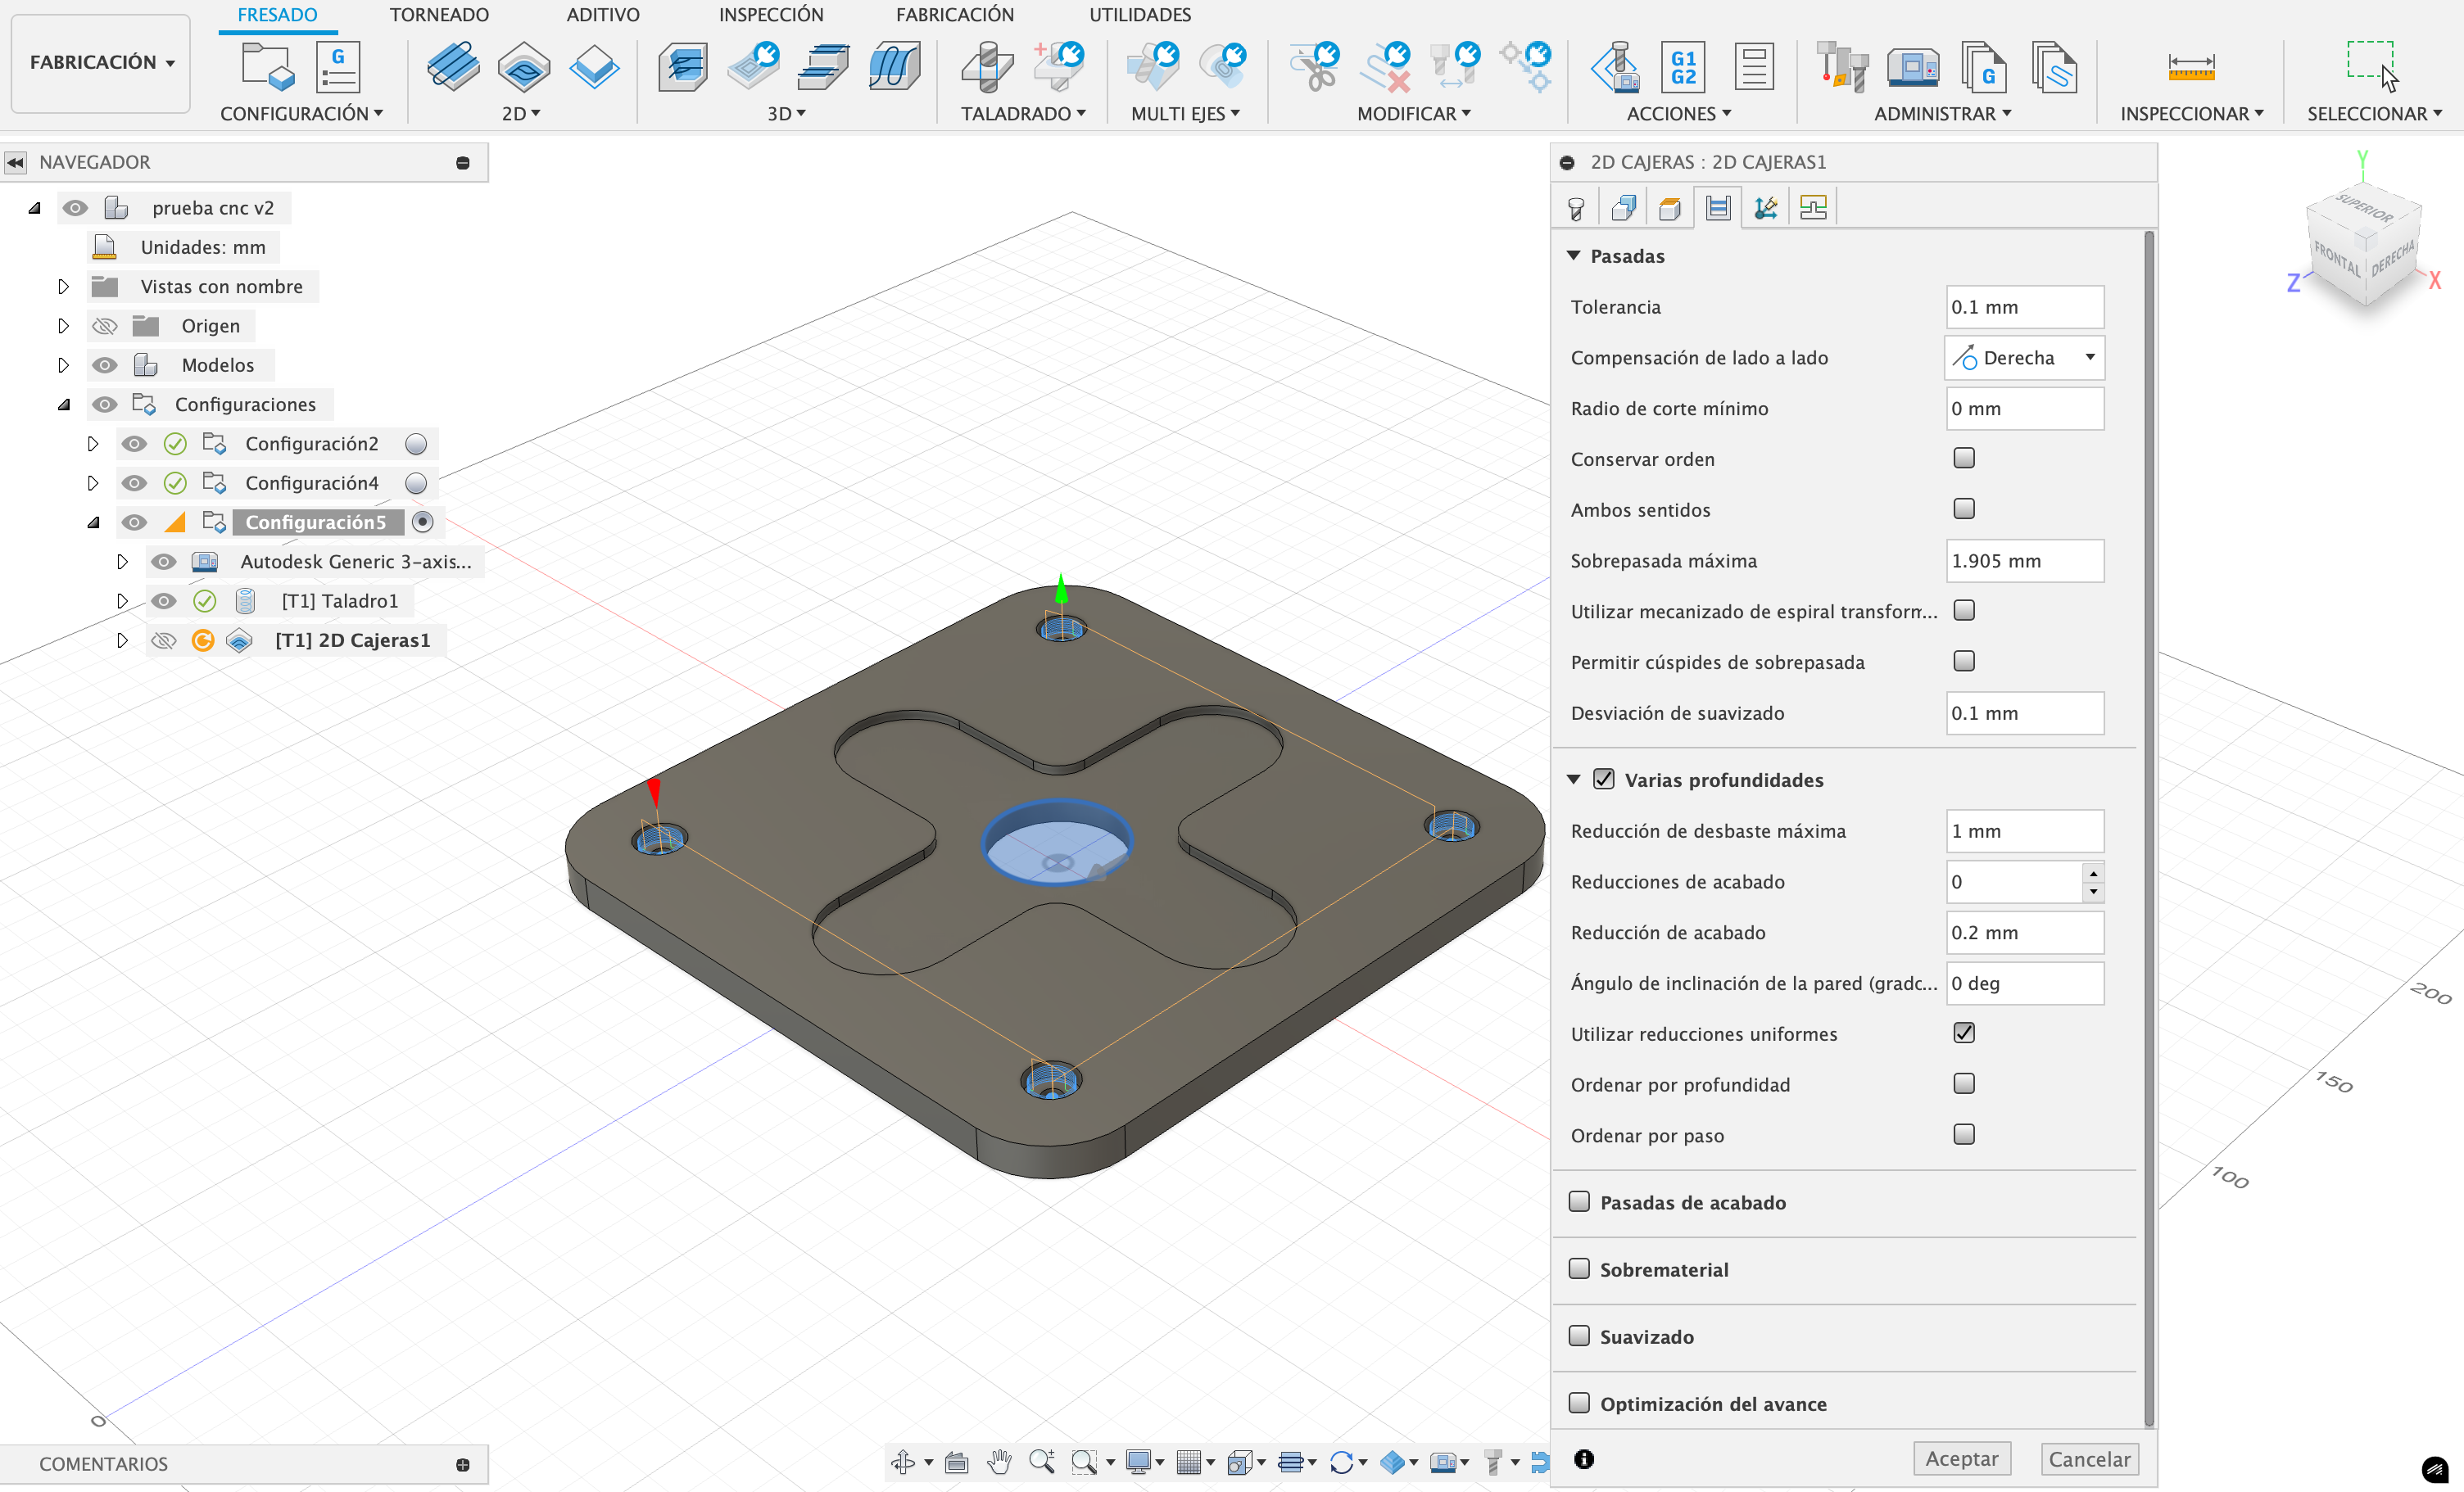 FABRICACIÓN
FRESADO TORNEADO ADITIVO INSPECCIÓN FABRICACIÓN UTILIDADES
G G1 G2 G
CONFIGURACIÓN 2D 3D TALADRADO MULTI EJES MODIFICAR ACCIONES ADMINISTRAR INSPECCIONAR SELECCIONAR
NAVEGADOR
prueba cnc v2
Unidades: mm
Vistas con nombre
Origen
Modelos
Configuraciones
Configuración2
Configuración4
Configuración5
Autodesk Generic 3-axis...
[T1] Taladro1
[T1] 2D Cajeras1
0
200
150
100
2D CAJERAS : 2D CAJERAS1
Pasadas
Tolerancia 0.1 mm
Compensación de lado a lado Derecha
Radio de corte mínimo 0 mm
Conservar orden
Ambos sentidos
Sobrepasada máxima 1.905 mm
Utilizar mecanizado de espiral transform...
Permitir cúspides de sobrepasada
Desviación de suavizado 0.1 mm
Varias profundidades
Reducción de desbaste máxima 1 mm
Reducciones de acabado 0
Reducción de acabado 0.2 mm
Ángulo de inclinación de la pared (gradc... 0 deg
Utilizar reducciones uniformes
Ordenar por profundidad
Ordenar por paso
Pasadas de acabado
Sobrematerial
Suavizado
Optimización del avance
Aceptar Cancelar
Y
SUPERIOR
FRONTAL DERECHA
Z X
COMENTARIOS